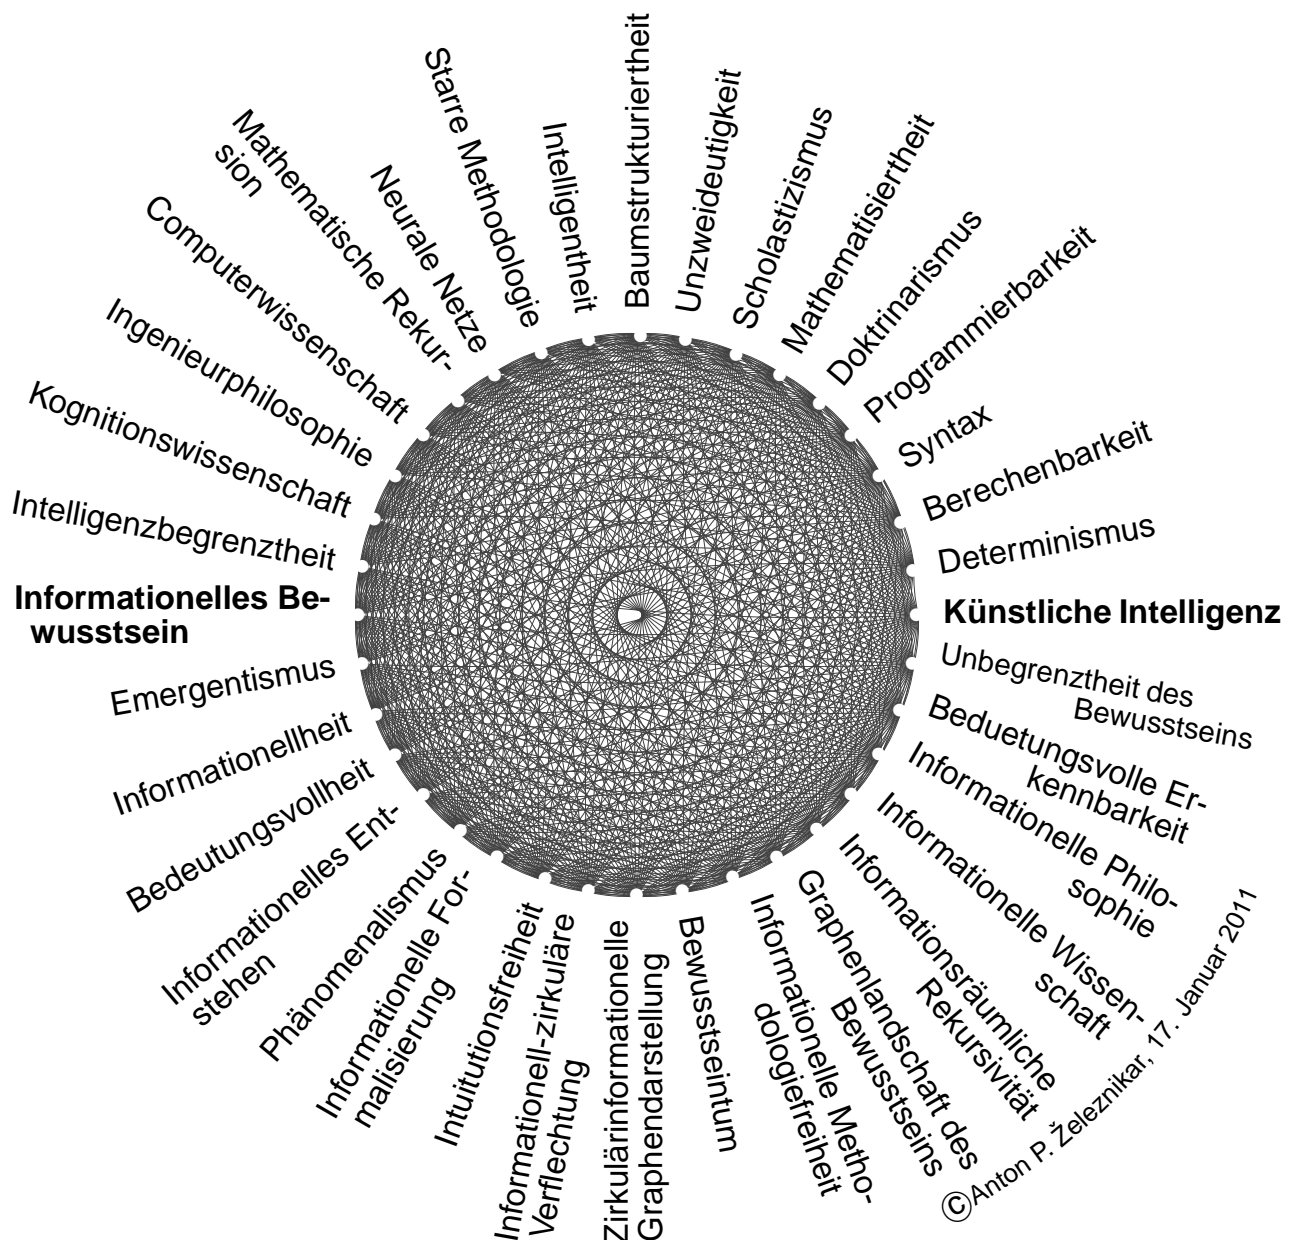 Baumstrukturiertheit
Unzweideutigkeit
Scholastizismus
Mathematisiertheit
Doktrinarismus
Programmierbarkeit
Syntax
Berechenbarkeit
Determinismus
Künstliche Intelligenz
Unbegrenztheit des
Bewusstseins
Beduetungsvolle Er-
kennbarkeit
Informationelle Philo-
sophie
Informationelle Wissen-
schaft
Informationsräumliche
Rekursivität
Graphenlandschaft des
Bewusstseins
Informationelle Metho-
dologiefreiheit
Bewusstseintum
Zirkulärinformationelle
Graphendarstellung
Informationell-zirkuläre
Verflechtung
Intuitutionsfreiheit
Informationelle For-
malisierung
Phänomenalismus
Informationelles Ent-
stehen
Bedeutungsvollheit
Informationellheit
Emergentismus
Informationelles Be-
wusstsein
Intelligenzbegrenztheit
Kognitionswissenschaft
Ingenieurphilosophie
Computerwissenschaft
Mathematische Rekur-
sion
Neurale Netze
Starre Methodologie
Intelligentheit
©Anton P. Železnikar, 17. Januar 2011